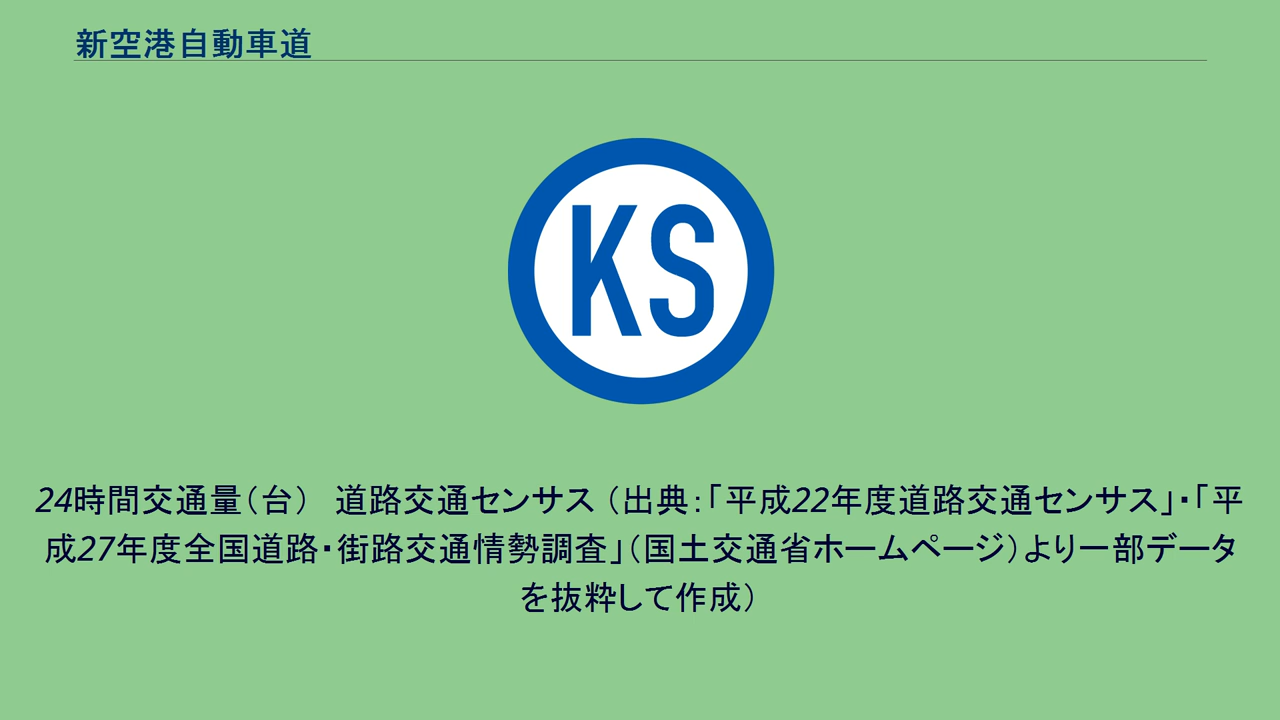 新空港自動車道
KS
24時間交通量（台）　道路交通センサス（出典：「平成22年度道路交通センサス」・「平
成27年度全国道路・街路交通情勢調査」（国土交通省ホームページ）より一部データ
を抜粋して作成）